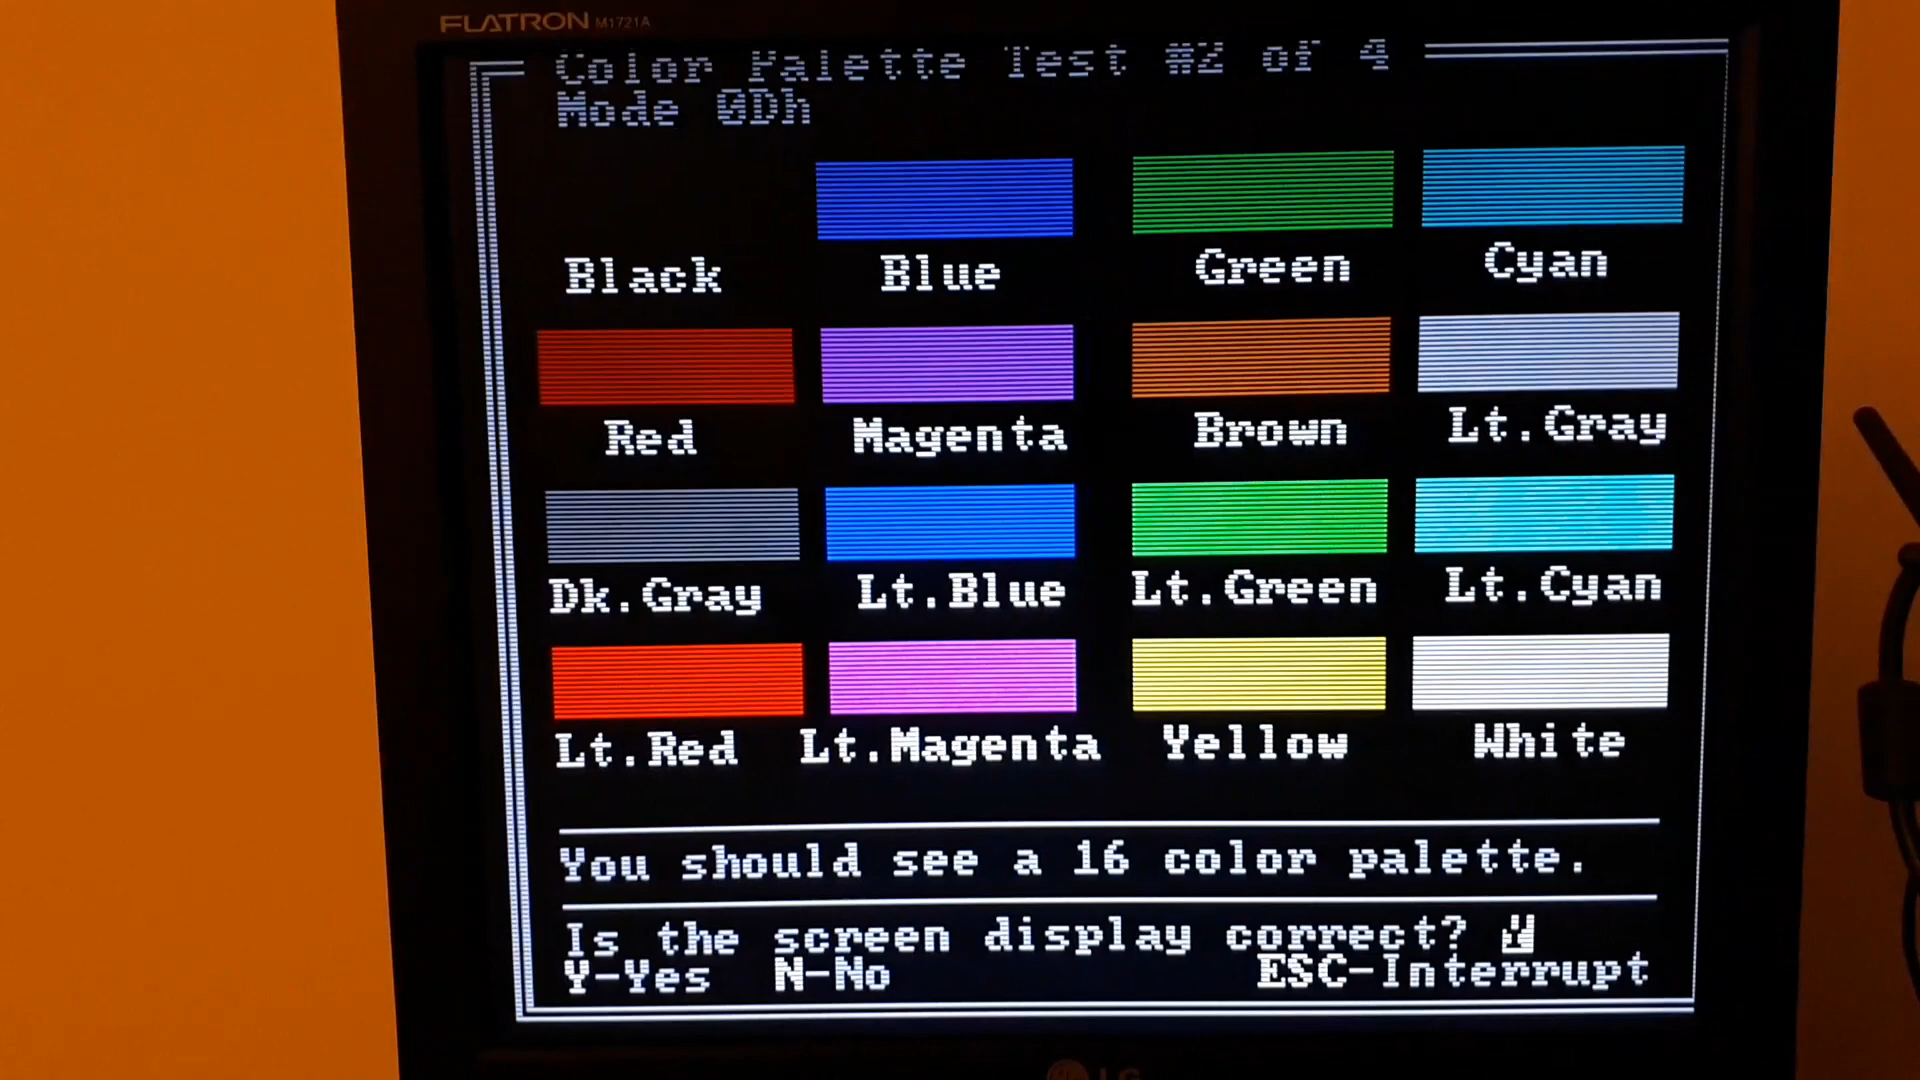 FLATRON M1721A
Color Palette Test #2 of 4
Mode 0Dh
Black Blue Green Cyan
Red Magenta Brown Lt.Gray
Dk.Gray Lt.Blue Lt.Green Lt.Cyan
Lt.Red Lt.Magenta Yellow White
You should see a 16 color palette.
Is the screen display correct? Y
Y-Yes N-No ESC-Interrupt
LG